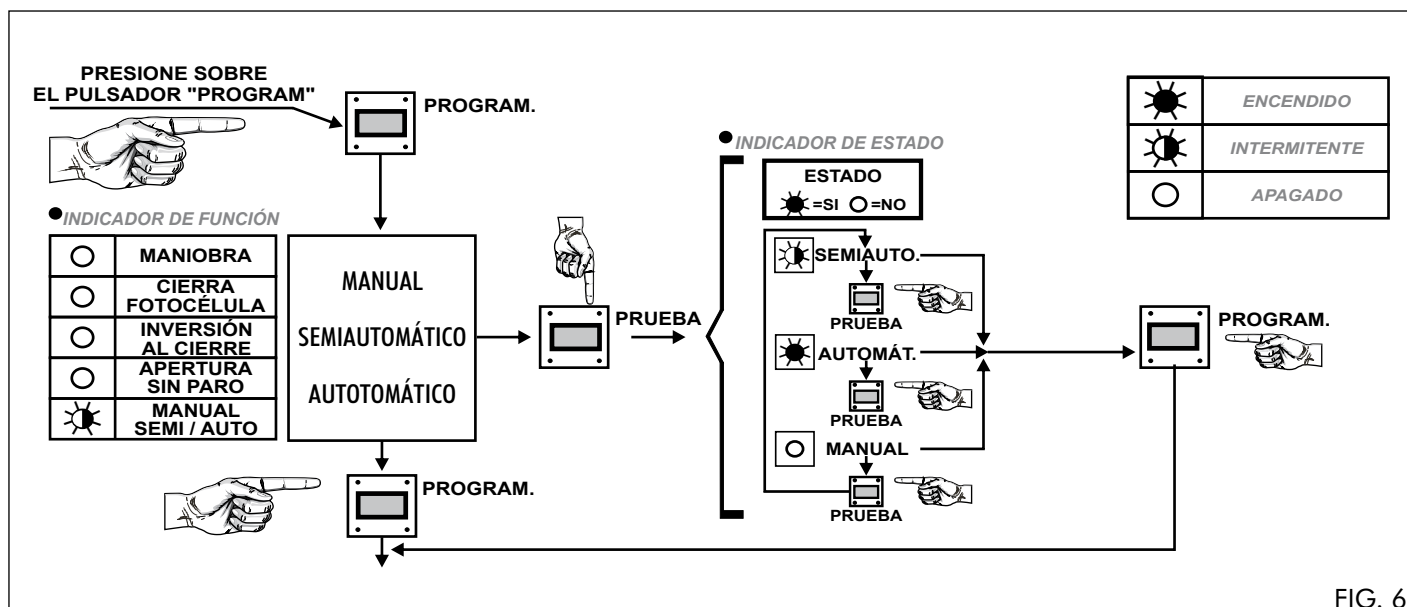 PRESIONE SOBRE
EL PULSADOR "PROGRAM"
PROGRAM.
INDICADOR DE FUNCIÓN
MANIOBRA
CIERRA
FOTOCÉLULA
INVERSIÓN
AL CIERRE
APERTURA
SIN PARO
MANUAL
SEMI / AUTO
MANUAL
SEMIAUTOMÁTICO
AUTOTOMÁTICO
PROGRAM.
PRUEBA
INDICADOR DE ESTADO
ESTADO
=SI =NO
SEMIAUTO.
PRUEBA
AUTOMÁT.
PRUEBA
MANUAL
PRUEBA
PROGRAM.
ENCENDIDO
INTERMITENTE
APAGADO
FIG. 6